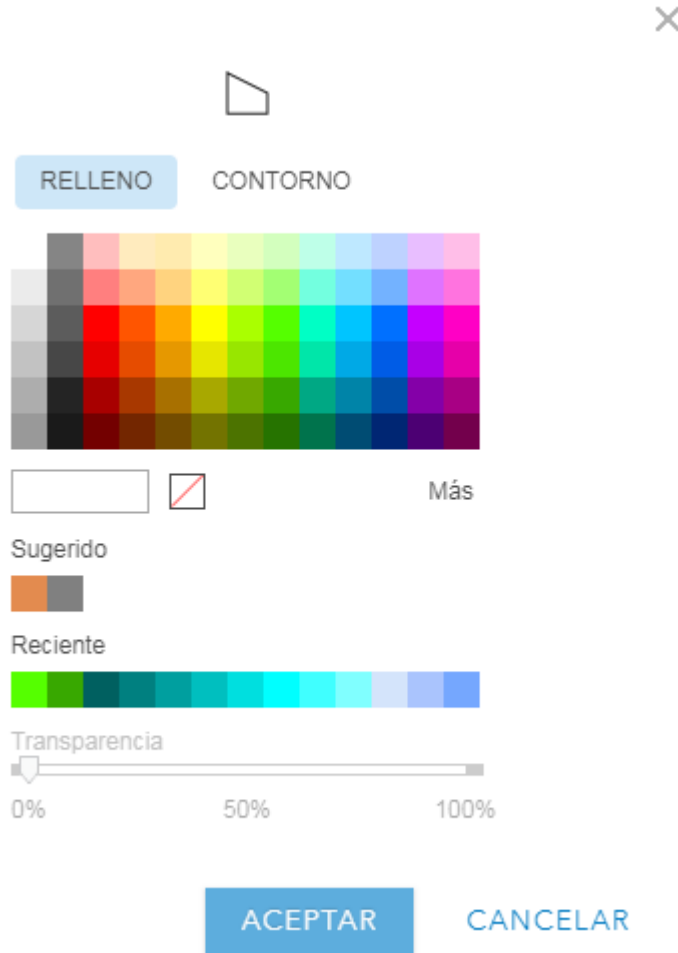 RELLENO CONTORNO
Más
Sugerido
Reciente
Transparencia
0% 50% 100%
ACEPTAR CANCELAR